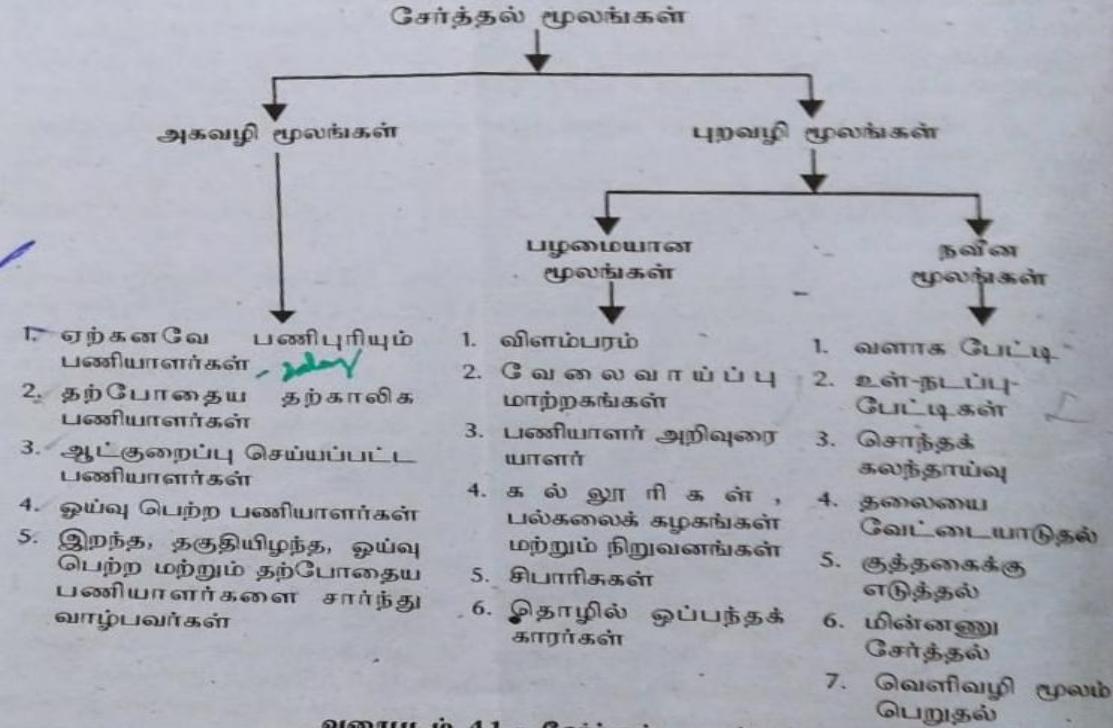 சேர்த்தல் மூலங்கள்
அகவழி மூலங்கள்
புறவழி மூலங்கள்
பழமையான
மூலங்கள்
நவீன
மூலங்கள்
1. ஏற்கனவே பணிபுரியும்
பணியாளர்கள்
2. தற்போதைய தற்காலிக
பணியாளர்கள்
3. ஆட்குறைப்பு செய்யப்பட்ட
பணியாளர்கள்
4. ஓய்வு பெற்ற பணியாளர்கள்
5. இறந்த, தகுதியிழந்த, ஓய்வு
பெற்ற மற்றும் தற்போதைய
பணியாளர்களை சார்ந்து
வாழ்பவர்கள்
1. விளம்பரம்
2. வேலைவாய்ப்பு
மாற்றகங்கள்
3. பணியாளர் அறிவுரை
யாளர்
4. கல்லூரிகள்,
பல்கலைக் கழகங்கள்
மற்றும் நிறுவனங்கள்
5. சிபாரிசுகள்
6. தொழில் ஒப்பந்தக்
காரர்கள்
1. வளாக பேட்டி
2. உள்-நடப்பு-
பேட்டிகள்
3. சொந்தக்
கலந்தாய்வு
4. தலையை
வேட்டையாடுதல்
5. குத்தகைக்கு
எடுத்தல்
6. மின்னணு
சேர்த்தல்
7. வெளிவழி மூலம்
பெறுதல்